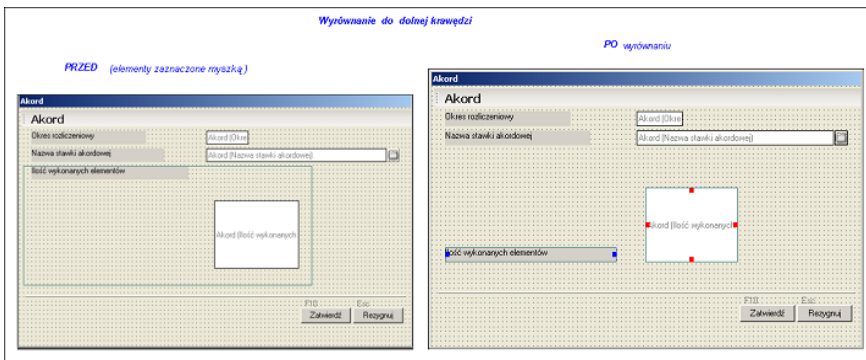 Wyrównanie do dolnej krawędzi
PRZED (elementy zaznaczone myszką)
Akord
Akord
Okres rozliczeniowy
Akord (Okre
Nazwa stawki akordowej
Akord (Nazwa stawki akordowej)
Ilość wykonanych elementów
Akord (Ilość wykonanych
F10
Esc
Zatwierdź
Rezygnuj
PO wyrównaniu
Akord
Akord
Okres rozliczeniowy
Akord (Okre
Nazwa stawki akordowej
Akord (Nazwa stawki akordowej)
Akord (Ilość wykonanych
Ilość wykonanych elementów
F10
Esc
Zatwierdź
Rezygnuj